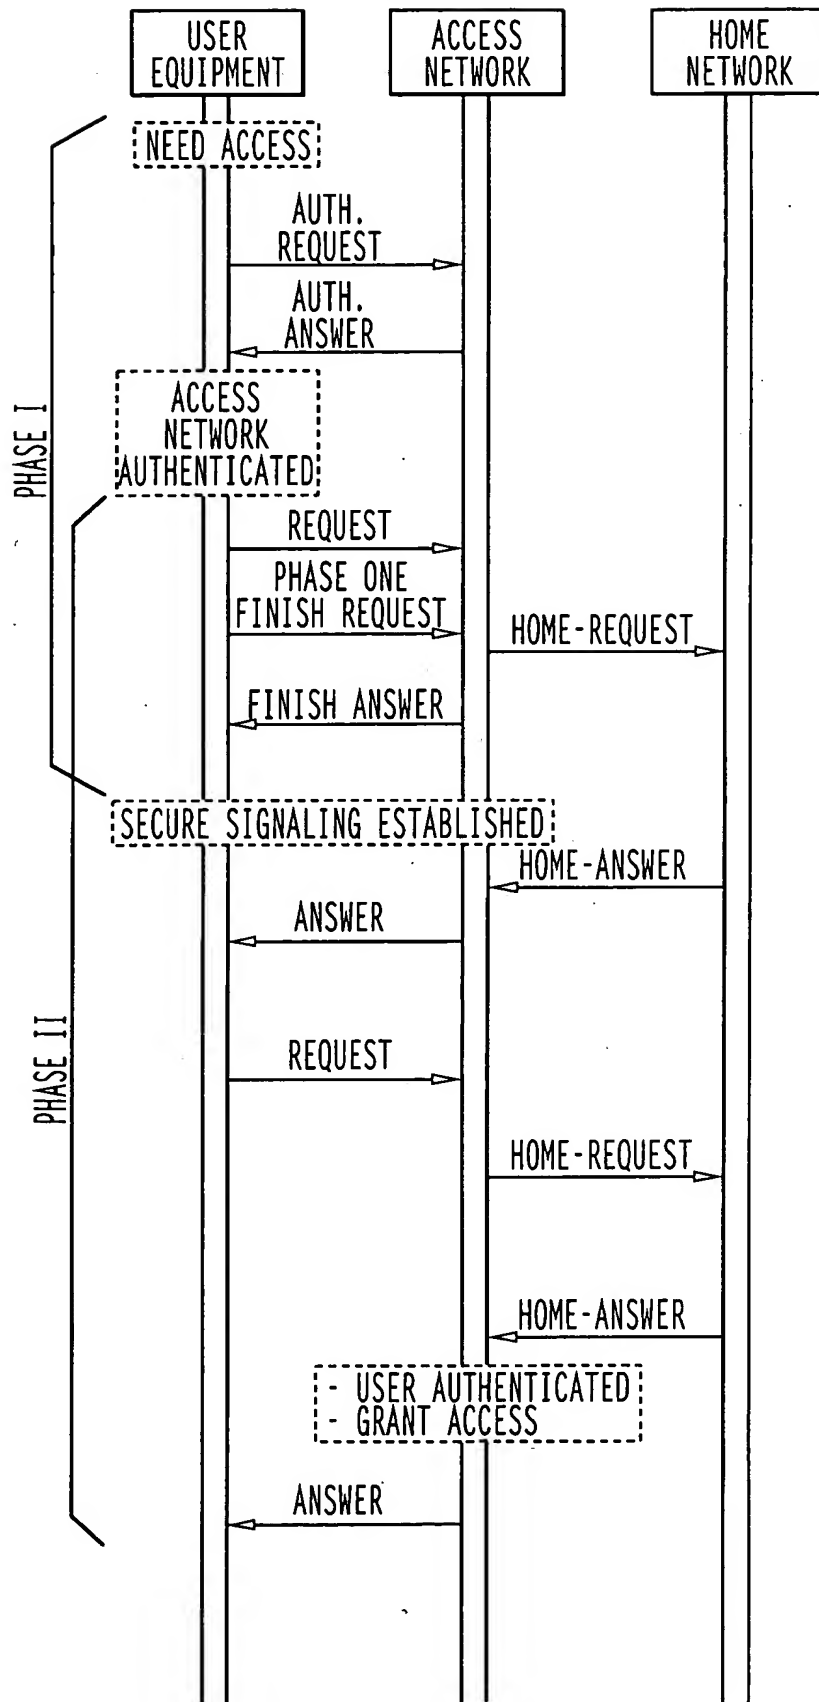 USER
EQUIPMENT
ACCESS
NETWORK
HOME
NETWORK
NEED ACCESS
AUTH.
REQUEST
AUTH.
ANSWER
ACCESS
NETWORK
AUTHENTICATED
PHASE I
REQUEST
PHASE ONE
FINISH REQUEST
HOME-REQUEST
FINISH ANSWER
SECURE SIGNALING ESTABLISHED
HOME-ANSWER
ANSWER
PHASE II
REQUEST
HOME-REQUEST
HOME-ANSWER
- USER AUTHENTICATED
- GRANT ACCESS
ANSWER